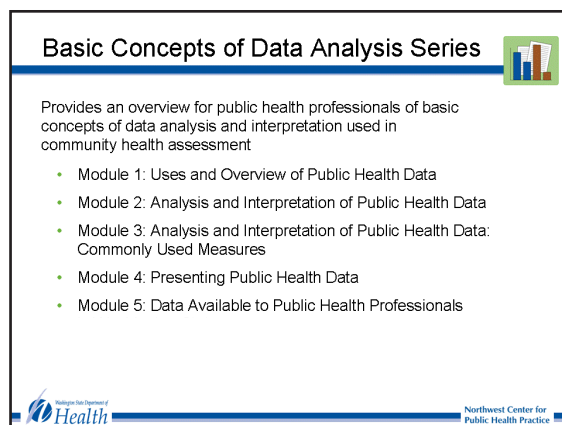 Basic Concepts of Data Analysis Series
Provides an overview for public health professionals of basic
concepts of data analysis and interpretation used in
community health assessment
• Module 1: Uses and Overview of Public Health Data
• Module 2: Analysis and Interpretation of Public Health Data
• Module 3: Analysis and Interpretation of Public Health Data:
Commonly Used Measures
• Module 4: Presenting Public Health Data
• Module 5: Data Available to Public Health Professionals
Washington State Department of
Health
Northwest Center for
Public Health Practice